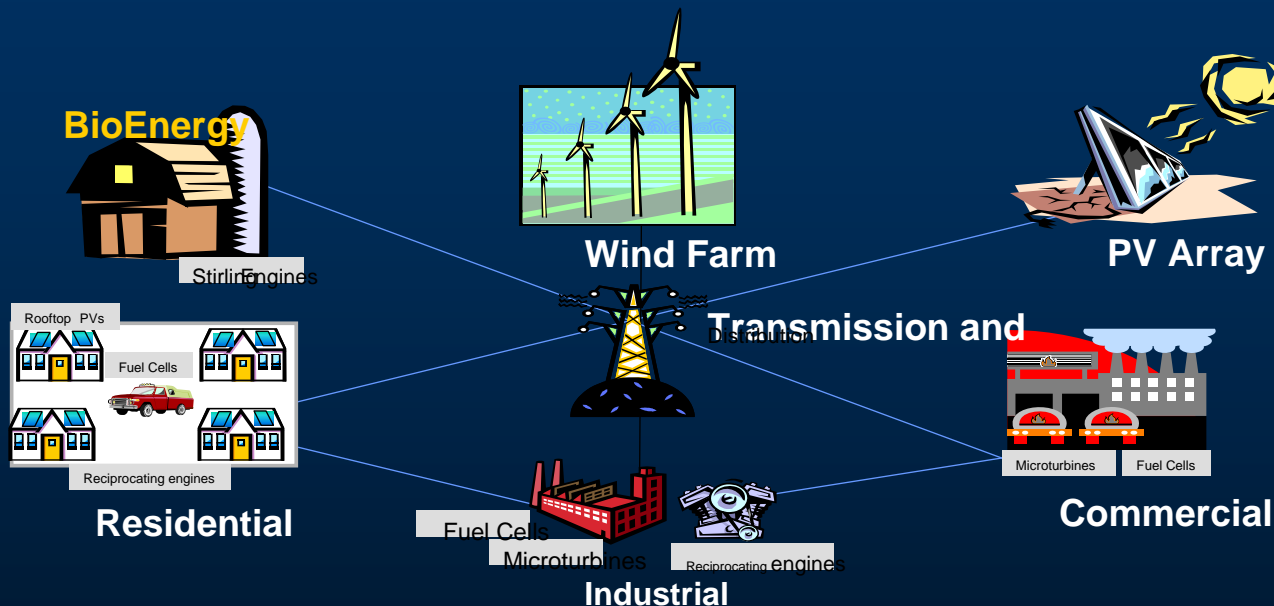 BioEnergy
Stirling Engines
Wind Farm
PV Array
Rooftop PVs
Fuel Cells
Reciprocating engines
Residential
Transmission and
Distribution
Microturbines
Fuel Cells
Commercial
Fuel Cells
Microturbines
Reciprocating engines
Industrial